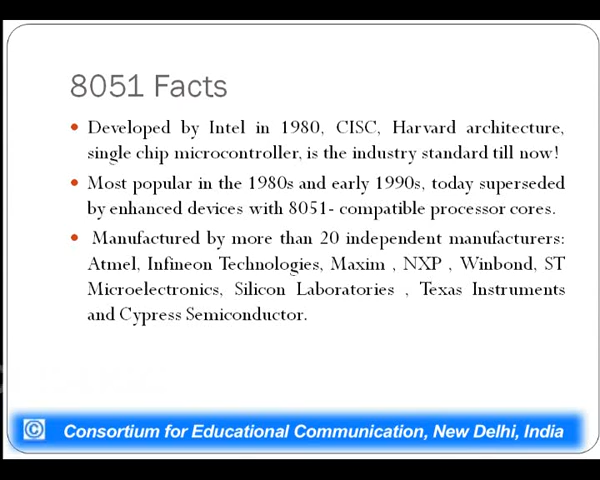 8051 Facts
• Developed by Intel in 1980, CISC, Harvard architecture,
single chip microcontroller, is the industry standard till now!
• Most popular in the 1980s and early 1990s, today superseded
by enhanced devices with 8051- compatible processor cores.
• Manufactured by more than 20 independent manufacturers:
Atmel, Infineon Technologies, Maxim , NXP , Winbond, ST
Microelectronics, Silicon Laboratories , Texas Instruments
and Cypress Semiconductor.
© Consortium for Educational Communication, New Delhi, India